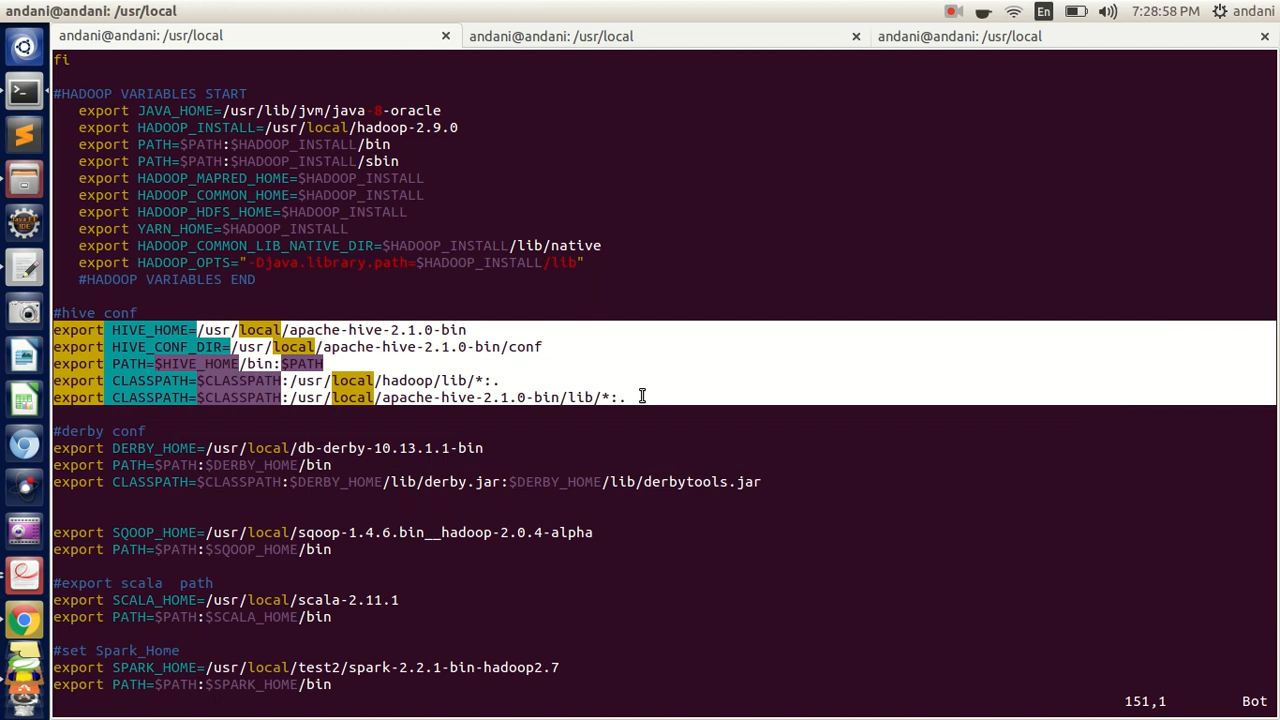 andani@andani: /usr/local
En
7:28:58 PM
andani
andani@andani: /usr/local
andani@andani: /usr/local
andani@andani: /usr/local
fi
#HADOOP VARIABLES START
export JAVA_HOME=/usr/lib/jvm/java-8-oracle
export HADOOP_INSTALL=/usr/local/hadoop-2.9.0
export PATH=$PATH:$HADOOP_INSTALL/bin
export PATH=$PATH:$HADOOP_INSTALL/sbin
export HADOOP_MAPRED_HOME=$HADOOP_INSTALL
export HADOOP_COMMON_HOME=$HADOOP_INSTALL
export HADOOP_HDFS_HOME=$HADOOP_INSTALL
export YARN_HOME=$HADOOP_INSTALL
export HADOOP_COMMON_LIB_NATIVE_DIR=$HADOOP_INSTALL/lib/native
export HADOOP_OPTS="-Djava.library.path=$HADOOP_INSTALL/lib"
#HADOOP VARIABLES END
#hive conf
export HIVE_HOME=/usr/local/apache-hive-2.1.0-bin
export HIVE_CONF_DIR=/usr/local/apache-hive-2.1.0-bin/conf
export PATH=$HIVE_HOME/bin:$PATH
export CLASSPATH=$CLASSPATH:/usr/local/hadoop/lib/*:.
export CLASSPATH=$CLASSPATH:/usr/local/apache-hive-2.1.0-bin/lib/*:.
#derby conf
export DERBY_HOME=/usr/local/db-derby-10.13.1.1-bin
export PATH=$PATH:$DERBY_HOME/bin
export CLASSPATH=$CLASSPATH:$DERBY_HOME/lib/derby.jar:$DERBY_HOME/lib/derbytools.jar
export SQOOP_HOME=/usr/local/sqoop-1.4.6.bin__hadoop-2.0.4-alpha
export PATH=$PATH:$SQOOP_HOME/bin
#export scala  path
export SCALA_HOME=/usr/local/scala-2.11.1
export PATH=$PATH:$SCALA_HOME/bin
#set Spark_Home
export SPARK_HOME=/usr/local/test2/spark-2.2.1-bin-hadoop2.7
export PATH=$PATH:$SPARK_HOME/bin
151,1
Bot